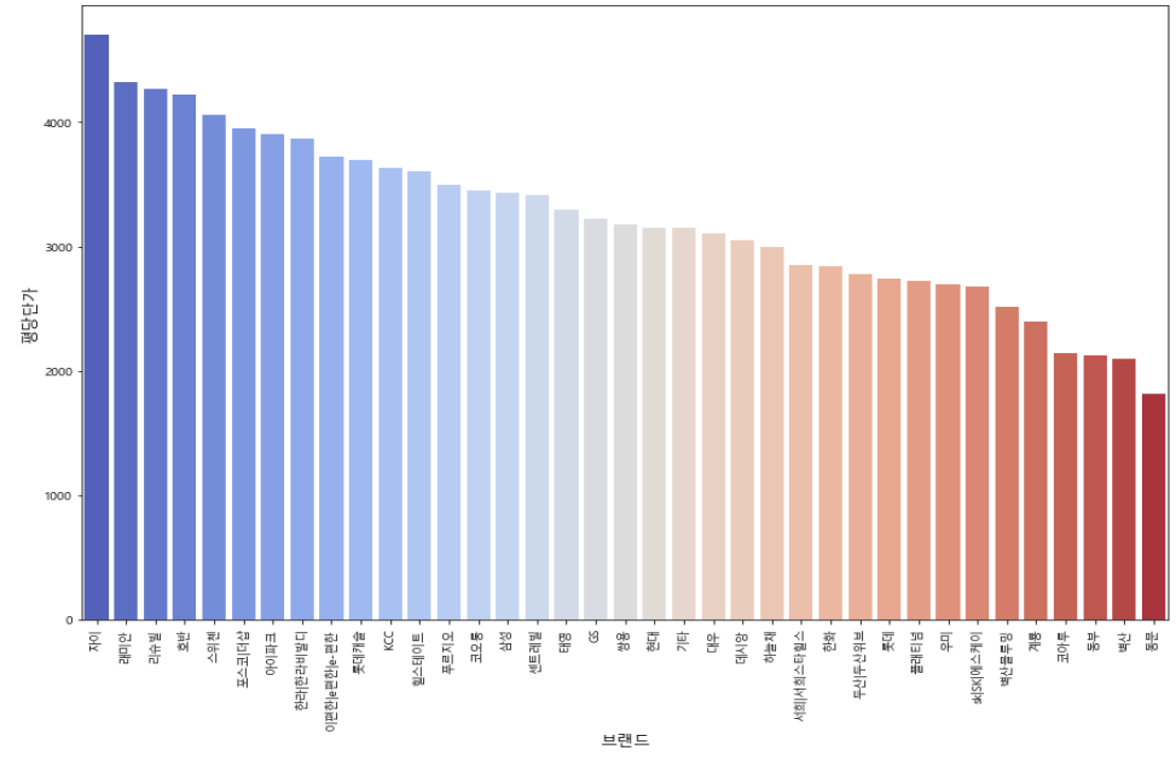 평당단가
4000
3000
2000
1000
0
자이
래미안
리슈빌
호반
스위첸
포스코|더샵
아이파크
한라|한라비발디
이편한|e편한|e-편한
롯데캐슬
KCC
힐스테이트
푸르지오
코오롱
삼성
센트레빌
태영
GS
쌍용
현대
기타
대우
데시앙
하늘채
서희|서희스타힐스
한화
두산|두산위브
롯데
플래티넘
우미
sk|SK|에스케이
벽산블루밍
계룡
코아루
동부
벽산
동문
브랜드